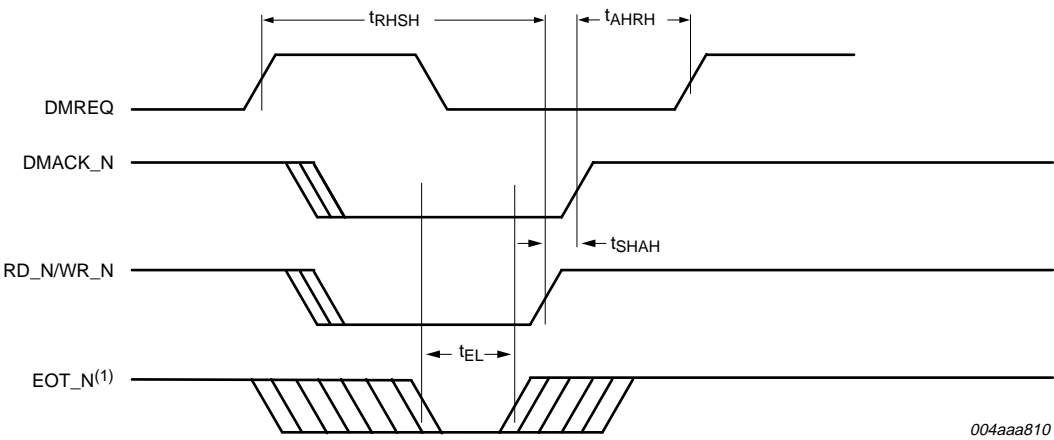 tRHSH
tAHRH
DMREQ
DMACK_N
tSHAH
RD_N/WR_N
tEL
EOT_N(1)
004aaa810